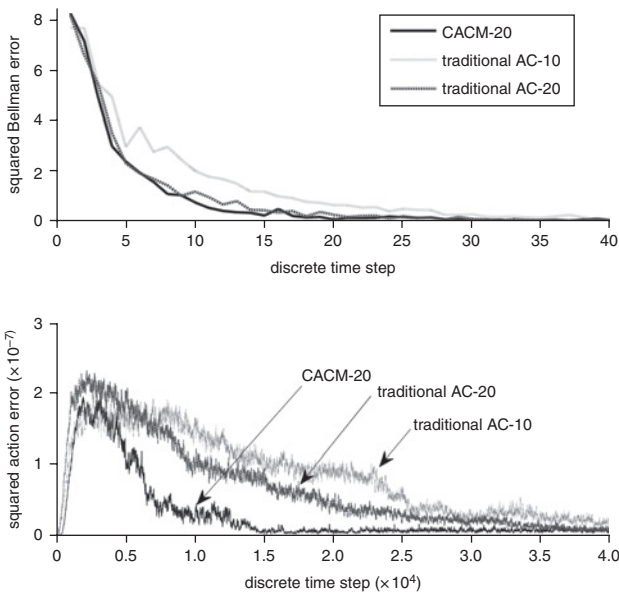 squared Bellman error
8
6
4
2
0
CACM-20
traditional AC-10
traditional AC-20
0 5 10 15 20 25 30 35 40
discrete time step
squared action error (×10⁻⁷)
3
2
1
0
CACM-20
traditional AC-20
traditional AC-10
0 0.5 1.0 1.5 2.0 2.5 3.0 3.5 4.0
discrete time step (×10⁴)